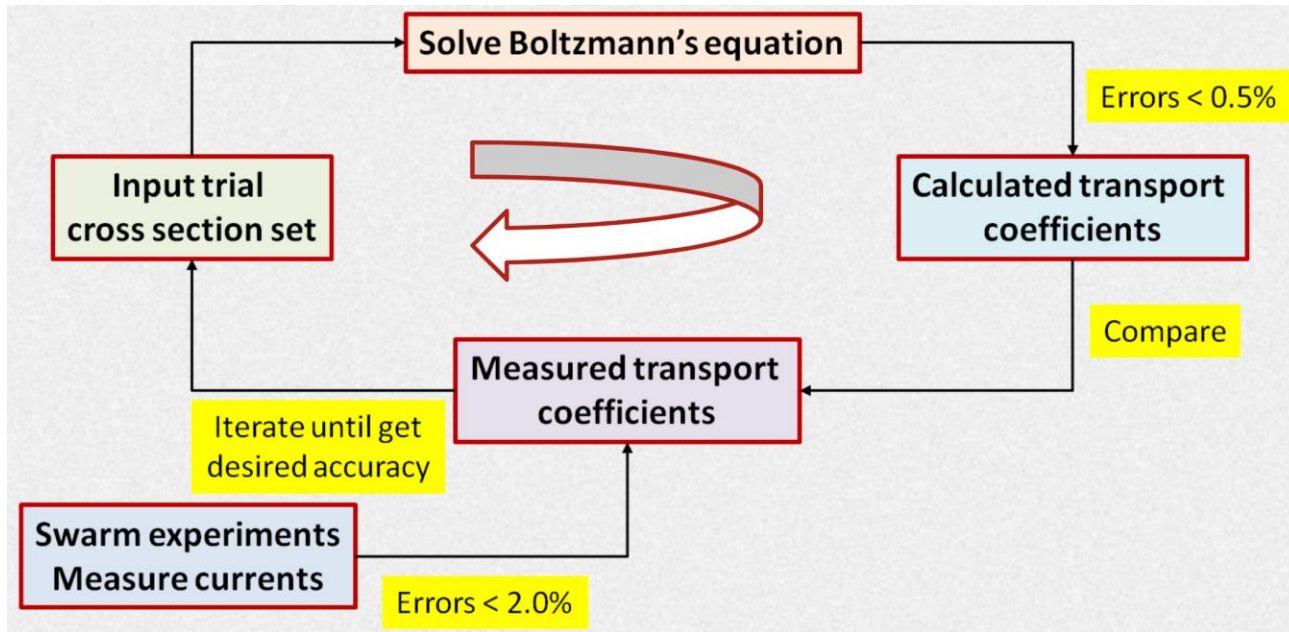 Solve Boltzmann's equation
Errors < 0.5%
Input trial
cross section set
Calculated transport
coefficients
Compare
Measured transport
coefficients
Iterate until get
desired accuracy
Swarm experiments
Measure currents
Errors < 2.0%